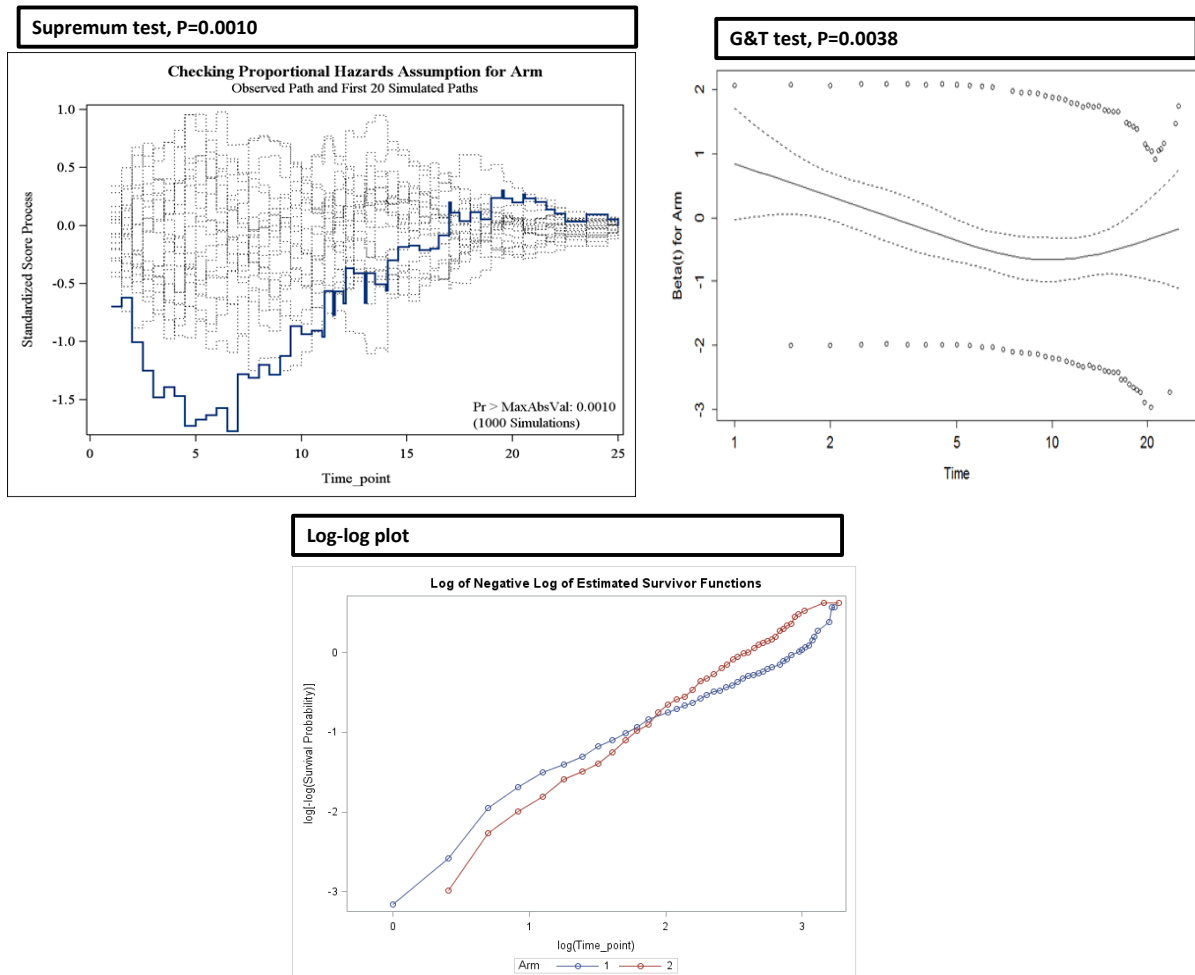 Supremum test, P=0.0010
Checking Proportional Hazards Assumption for Arm
Observed Path and First 20 Simulated Paths
Standardized Score Process
1.0
0.5
0.0
-0.5
-1.0
-1.5
Pr > MaxAbsVal: 0.0010
(1000 Simulations)
0 5 10 15 20 25
Time_point
G&T test, P=0.0038
Beta(t) for Arm
2
1
0
-1
-2
-3
1 2 5 10 20
Time
Log-log plot
Log of Negative Log of Estimated Survivor Functions
log[-log(Survival Probability)]
0
-1
-2
-3
0 1 2 3
log(Time_point)
Arm 1 2